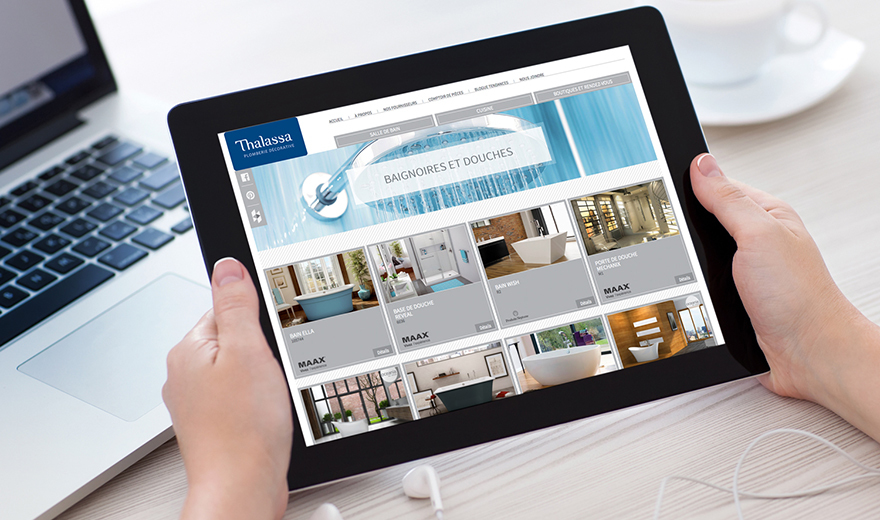 Thalassa
PLOMBERIE DÉCORATIVE
ACCUEIL | À PROPOS | NOS FOURNISSEURS | COMPTOIR DE PIÈCES | BLOGUE TENDANCES | NOUS JOINDRE
SALLE DE BAIN
CUISINE
BOUTIQUES ET RENDEZ-VOUS
BAIGNOIRES ET DOUCHES
BAIN ELLA
MAAX
Détails
BASE DE DOUCHE
REVEAL
MAAX
Détails
BAIN WISH
Détails
PORTE DE DOUCHE
MECHANIX
MAAX
Détails